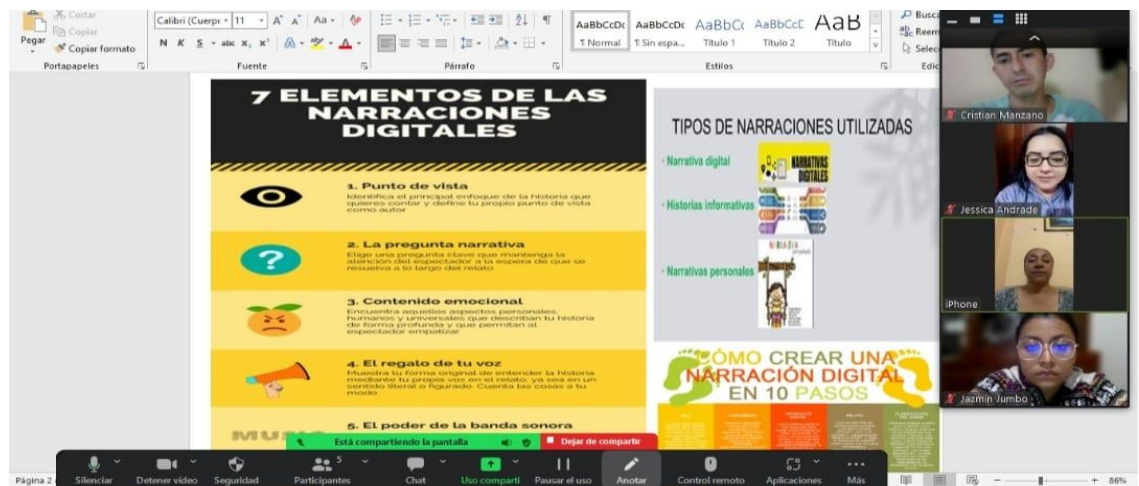 Cortar
Copiar
Pegar
Copiar formato
Portapapeles
Calibri (Cuerpo
11
Aa
N K S abc x, x²
Fuente
Párrafo
AaBbCcDc AaBbCcDc AaBbC( AaBbCcE AaB
¶ Normal ¶ Sin espa... Título 1 Título 2 Título
Estilos
Busca
Reem
Selec
Edic
7 ELEMENTOS DE LAS
NARRACIONES
DIGITALES
1. Punto de vista
Identifica el principal enfoque de la historia que
quieres contar y define tu propio punto de vista
como autor
2. La pregunta narrativa
Elige una pregunta clave que mantenga la
atención del espectador a la espera de que se
resuelva a lo largo del relato
3. Contenido emocional
Encuentra aquellos aspectos personales,
humanos y universales que describan tu historia
de forma profunda y que permitan al
espectador empatizar
4. El regalo de tu voz
Muestra tu forma original de entender la historia
mediante tu propia voz en el relato, ya sea en un
sentido literal o figurado. Cuenta las cosas a tu
modo
5. El poder de la banda sonora
MUSIC
TIPOS DE NARRACIONES UTILIZADAS
· Narrativa digital
NARRATIVAS
DIGITALES
· Historias informativas
· Narrativas personales
NARRATIVA
CÓMO CREAR UNA
NARRACIÓN DIGITAL
EN 10 PASOS
Cristian Manzano
Jessica Andrade
iPhone
Jazmin Jumbo
Está compartiendo la pantalla
Dejar de compartir
Silenciar
Detener video
Seguridad
Participantes
5
Chat
Uso comparti
Pausar el uso
Anotar
Control remoto
Aplicaciones
Más
Página 2
86%